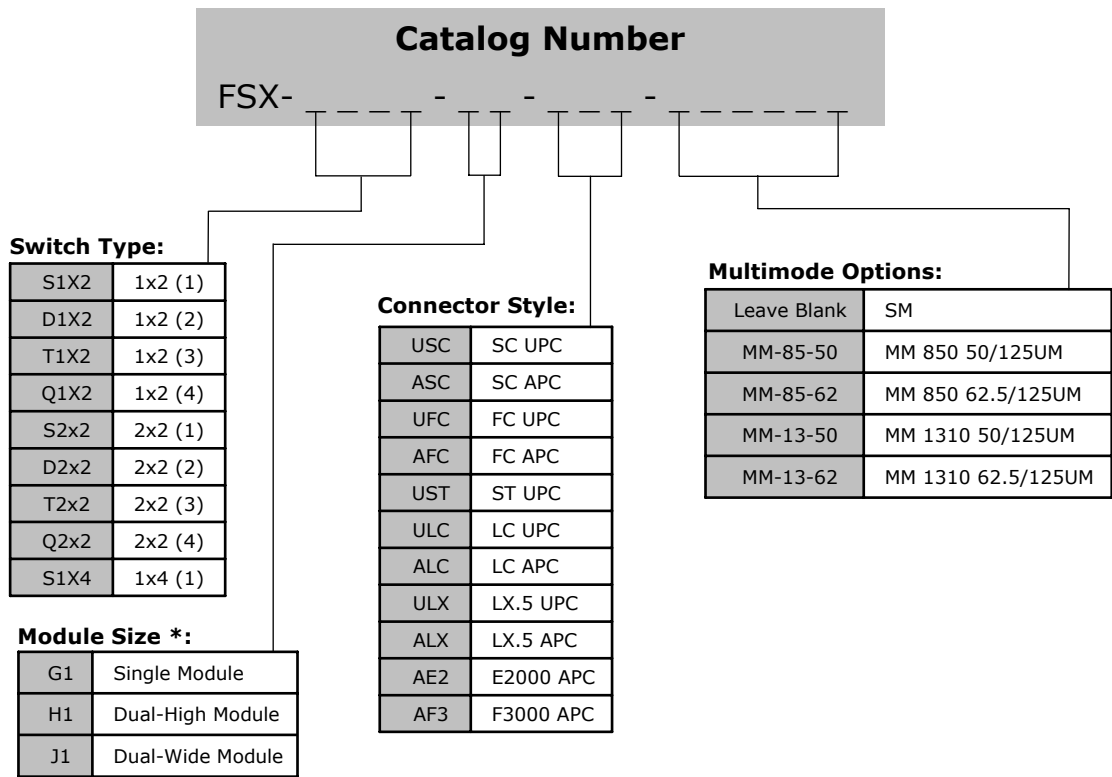 Catalog Number
FSX- _ _ _ _ - _ _ - _ _ _ - _ _ _ _ _ _
Switch Type:
S1X2 1x2 (1)
D1X2 1x2 (2)
T1X2 1x2 (3)
Q1X2 1x2 (4)
S2x2 2x2 (1)
D2x2 2x2 (2)
T2x2 2x2 (3)
Q2x2 2x2 (4)
S1X4 1x4 (1)
Module Size *:
G1 Single Module
H1 Dual-High Module
J1 Dual-Wide Module
Connector Style:
USC SC UPC
ASC SC APC
UFC FC UPC
AFC FC APC
UST ST UPC
ULC LC UPC
ALC LC APC
ULX LX.5 UPC
ALX LX.5 APC
AE2 E2000 APC
AF3 F3000 APC
Multimode Options:
Leave Blank SM
MM-85-50 MM 850 50/125UM
MM-85-62 MM 850 62.5/125UM
MM-13-50 MM 1310 50/125UM
MM-13-62 MM 1310 62.5/125UM